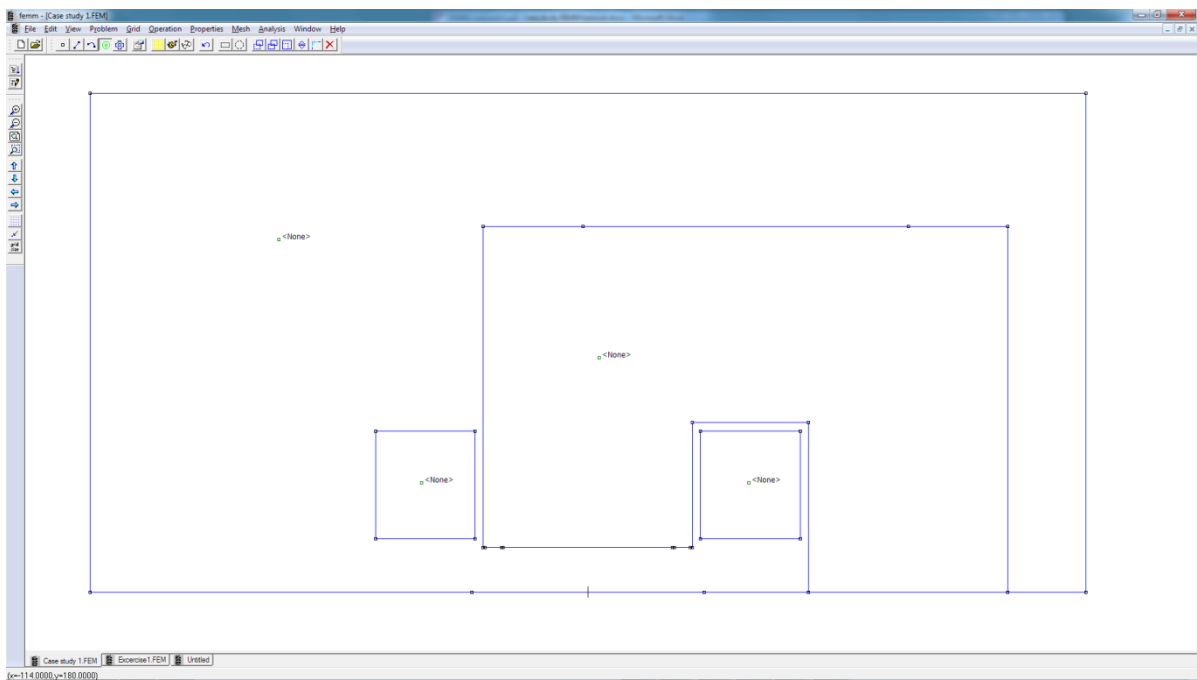 femm - [Case study 1.FEM]
File Edit View Problem Grid Operation Properties Mesh Analysis Window Help
<None>
<None>
<None>
<None>
Case study 1.FEM Excercise1.FEM Untitled
(x=-114.0000,y=180.0000)